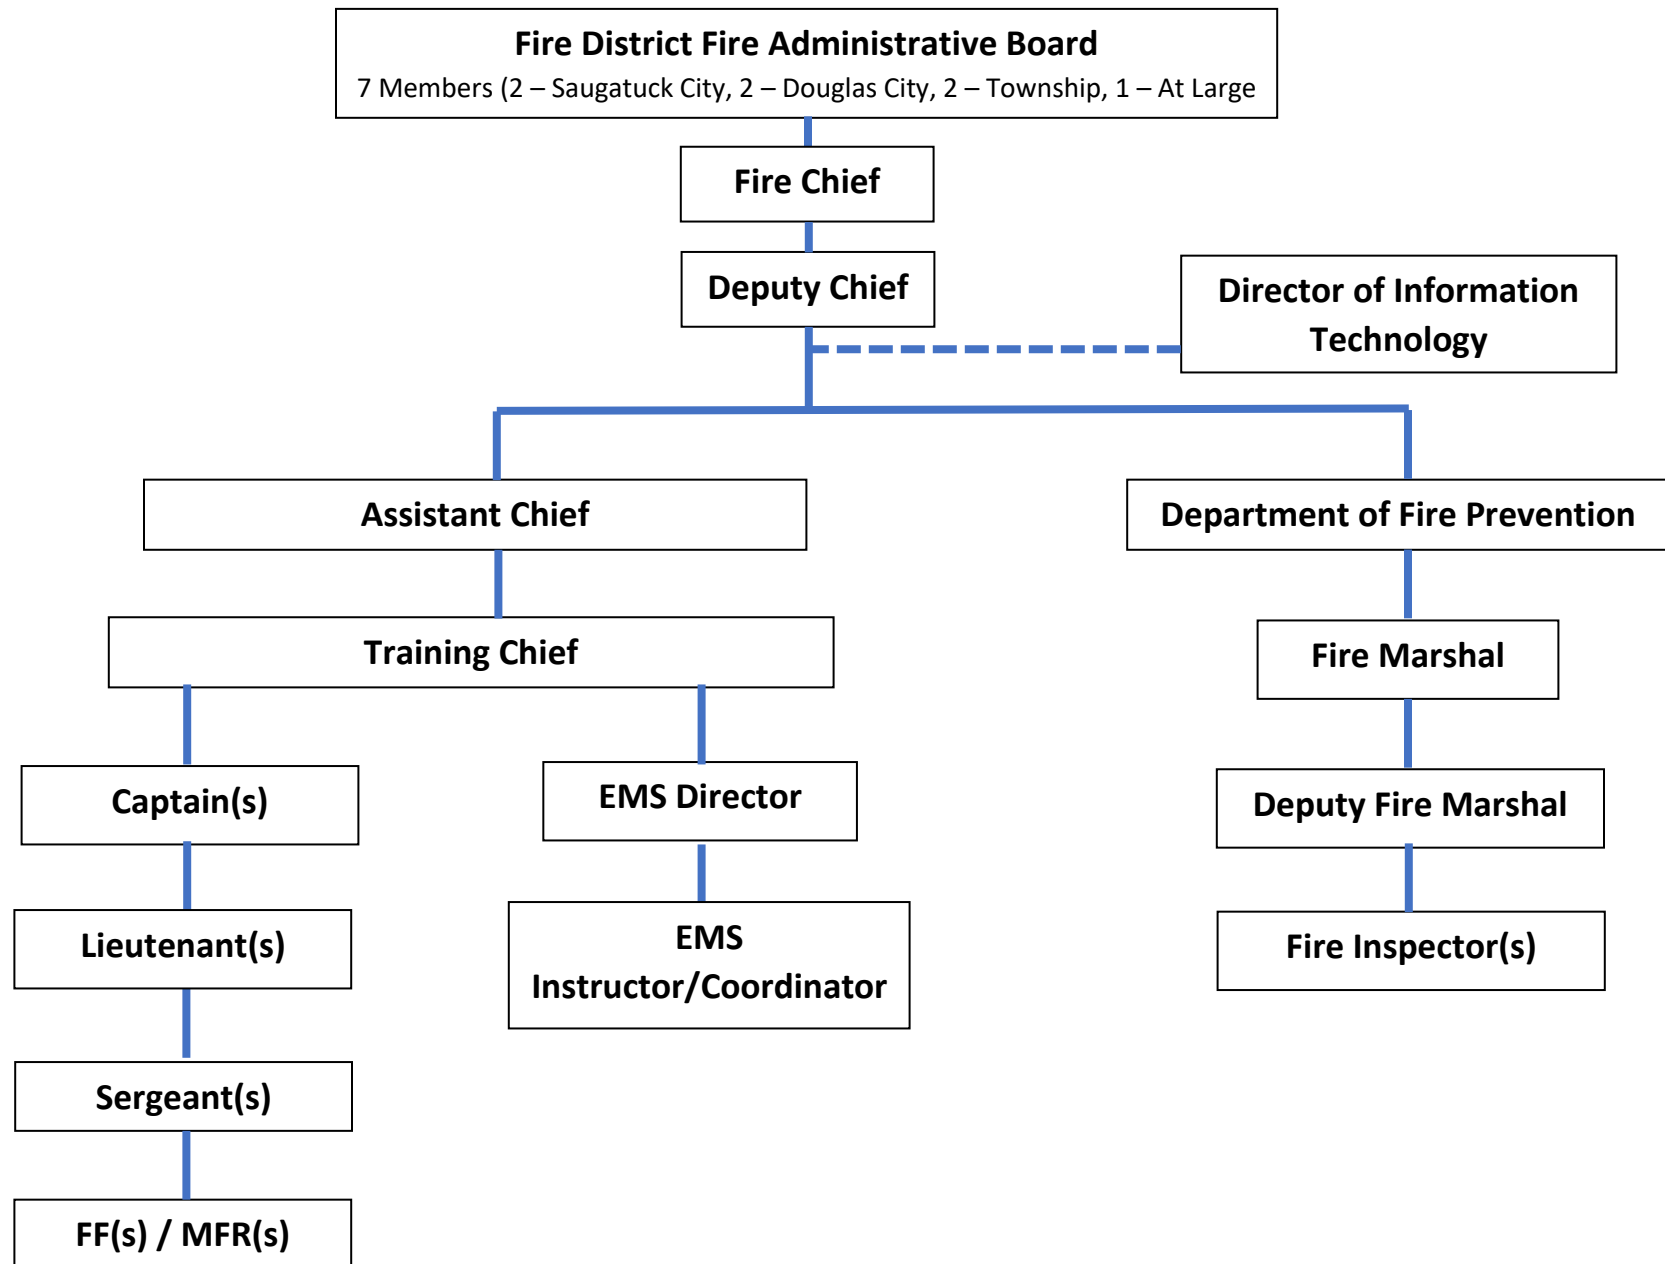 Fire District Fire Administrative Board
7 Members (2 – Saugatuck City, 2 – Douglas City, 2 – Township, 1 – At Large
Fire Chief
Deputy Chief
Director of Information
Technology
Assistant Chief
Department of Fire Prevention
Training Chief
Fire Marshal
Captain(s)
EMS Director
Deputy Fire Marshal
Lieutenant(s)
EMS
Instructor/Coordinator
Fire Inspector(s)
Sergeant(s)
FF(s) / MFR(s)